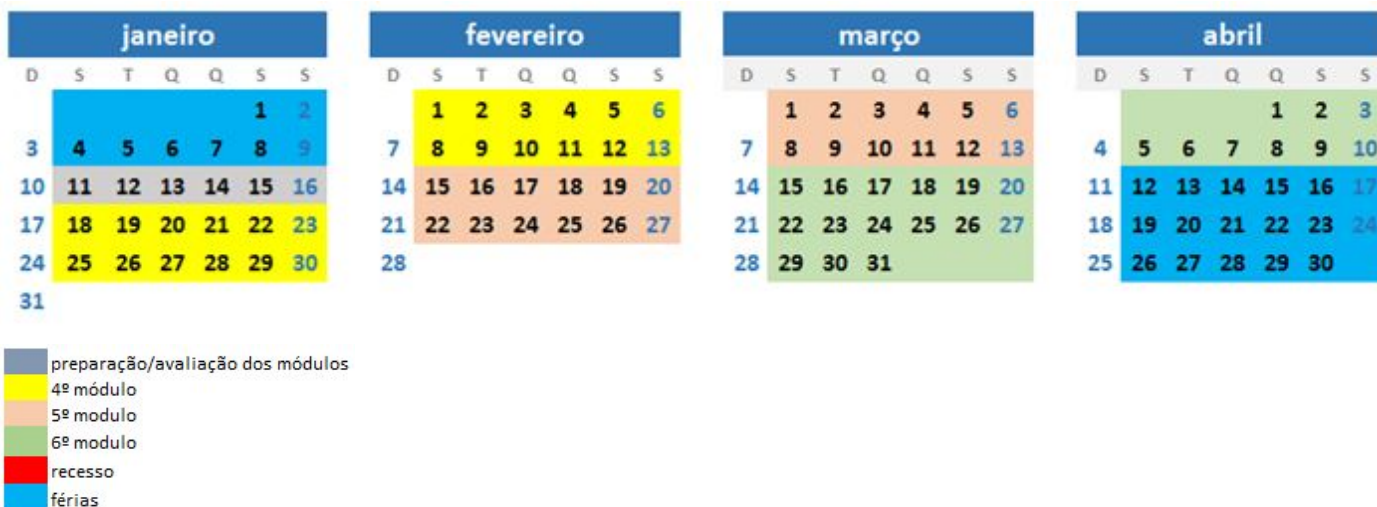 janeiro fevereiro março abril
D S T Q Q S S D S T Q Q S S D S T Q Q S S D S T Q Q S S
1 2 1 2 3 4 5 6 1 2 3 4 5 6 1 2 3
3 4 5 6 7 8 9 7 8 9 10 11 12 13 7 8 9 10 11 12 13 4 5 6 7 8 9 10
10 11 12 13 14 15 16 14 15 16 17 18 19 20 14 15 16 17 18 19 20 11 12 13 14 15 16 17
17 18 19 20 21 22 23 21 22 23 24 25 26 27 21 22 23 24 25 26 27 18 19 20 21 22 23 24
24 25 26 27 28 29 30 28 28 29 30 31 25 26 27 28 29 30
31
preparação/avaliação dos módulos
4º módulo
5º modulo
6º modulo
recesso
férias